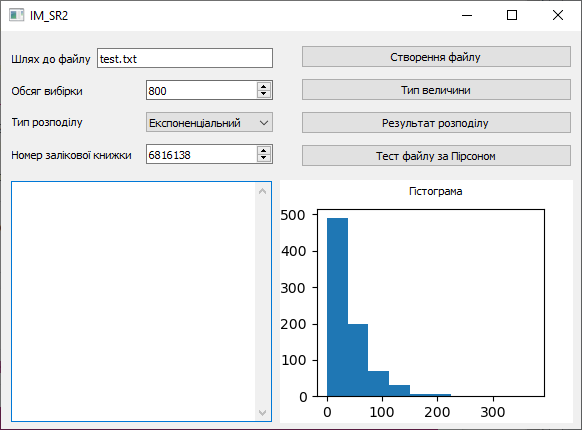 IM_SR2
Шлях до файлу test.txt
Створення файлу
Обсяг вибірки 800
Тип величини
Тип розподілу Експоненціальний
Результат розподілу
Номер залікової книжки 6816138
Тест файлу за Пірсоном
Гістограма
500
400
300
200
100
0
0 100 200 300